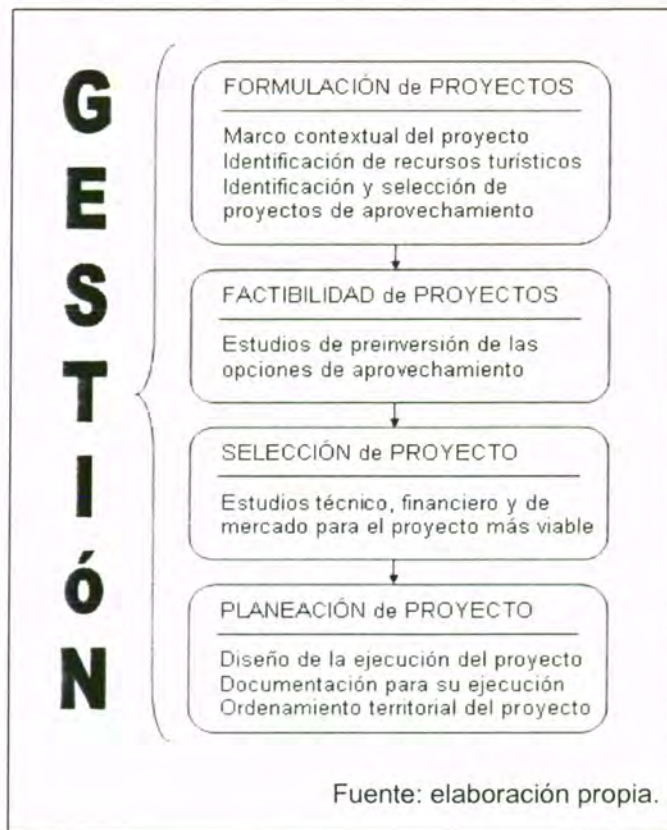 GESTIóN
FORMULACIÓN de PROYECTOS
Marco contextual del proyecto
Identificación de recursos turísticos
Identificación y selección de
proyectos de aprovechamiento
FACTIBILIDAD de PROYECTOS
Estudios de preinversión de las
opciones de aprovechamiento
SELECCIÓN de PROYECTO
Estudios técnico, financiero y de
mercado para el proyecto más viable
PLANEACIÓN de PROYECTO
Diseño de la ejecución del proyecto
Documentación para su ejecución
Ordenamiento territorial del proyecto
Fuente: elaboración propia.